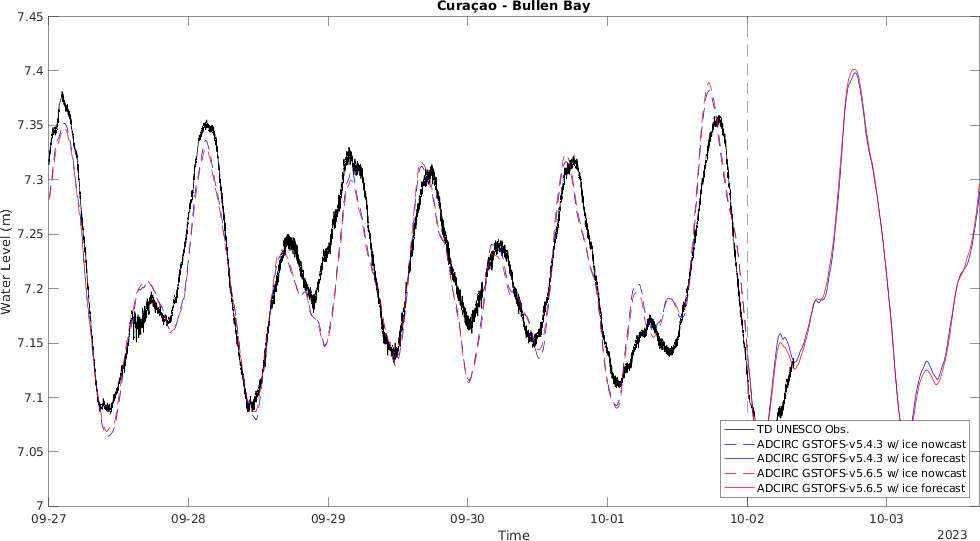 Curaçao - Bullen Bay
7.45
7.4
7.35
7.3
7.25
7.2
7.15
7.1
7.05
7
Water Level (m)
TD UNESCO Obs.
ADCIRC GSTOFS-v5.4.3 w/ ice nowcast
ADCIRC GSTOFS-v5.4.3 w/ ice forecast
ADCIRC GSTOFS-v5.6.5 w/ ice nowcast
ADCIRC GSTOFS-v5.6.5 w/ ice forecast
09-27 09-28 09-29 09-30 10-01 10-02 10-03
Time
2023